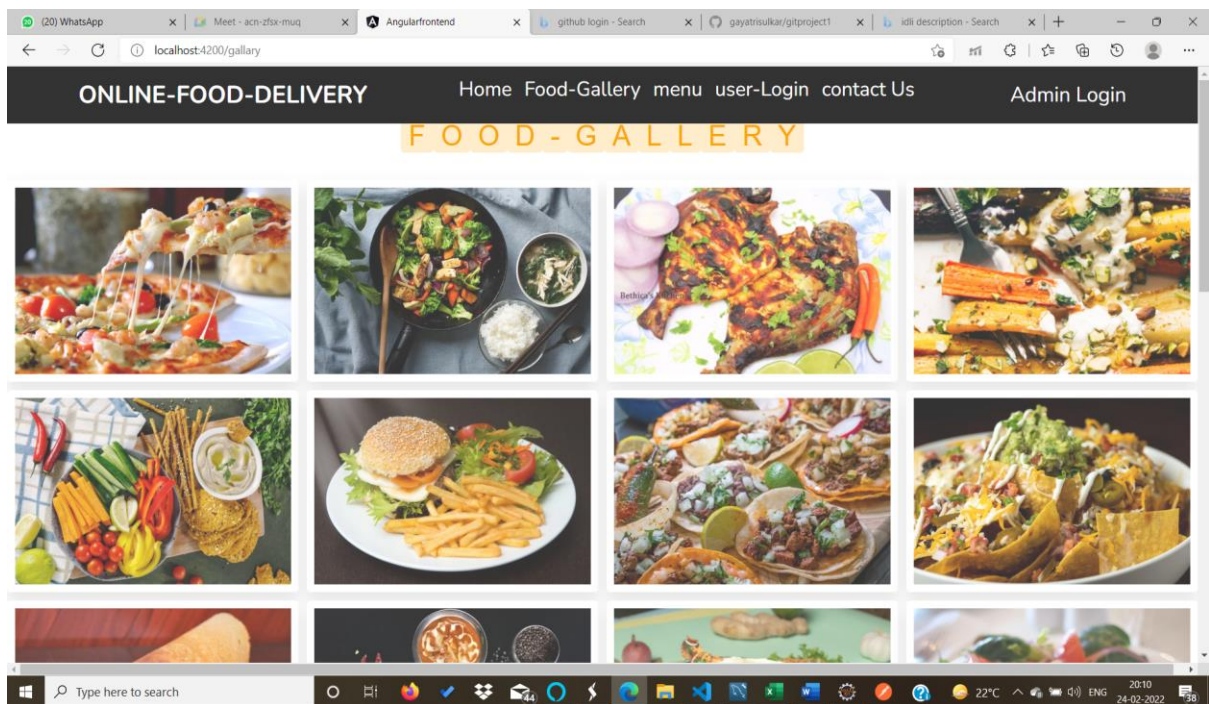 (20) WhatsApp
Meet - acn-zfsx-muq
Angularfrontend
github login - Search
gayatrisulkar/gitproject1
idli description - Search
localhost:4200/gallary
ONLINE-FOOD-DELIVERY
Home Food-Gallery menu user-Login contact Us
Admin Login
FOOD-GALLERY
Type here to search
44
22°C
ENG
20:10
24-02-2022
38